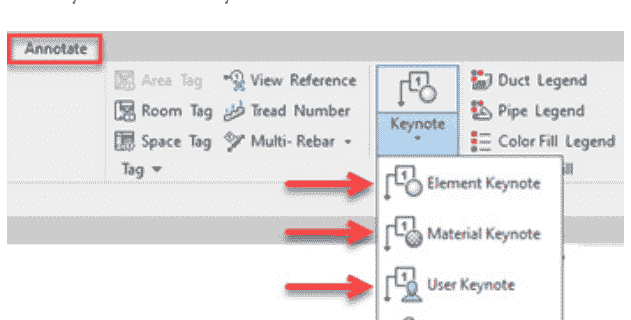 Annotate
Area Tag
View Reference
Room Tag
Tread Number
Space Tag
Multi- Rebar
Tag
Keynote
Duct Legend
Pipe Legend
Color Fill Legend
Element Keynote
Material Keynote
User Keynote